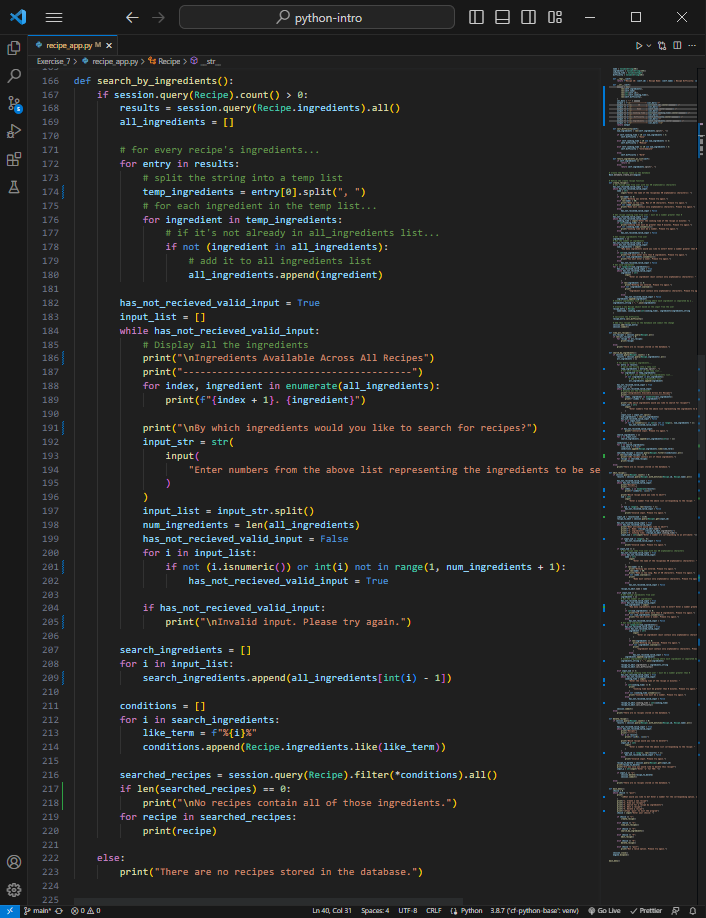 python-intro
recipe_app.py M
Exercise_7 > recipe_app.py > Recipe > __str__
166 def search_by_ingredients():
167 if session.query(Recipe).count() > 0:
168 results = session.query(Recipe.ingredients).all()
169 all_ingredients = []
170
171 # for every recipe's ingredients...
172 for entry in results:
173 # split the string into a temp list
174 temp_ingredients = entry[0].split(", ")
175 # for each ingredient in the temp list...
176 for ingredient in temp_ingredients:
177 # if it's not already in all_ingredients list...
178 if not (ingredient in all_ingredients):
179 # add it to all ingredients list
180 all_ingredients.append(ingredient)
181
182 has_not_recieved_valid_input = True
183 input_list = []
184 while has_not_recieved_valid_input:
185 # Display all the ingredients
186 print("\nIngredients Available Across All Recipes")
187 print("----------------------------------------")
188 for index, ingredient in enumerate(all_ingredients):
189 print(f"{index + 1}. {ingredient}")
190
191 print("\nBy which ingredients would you like to search for recipes?")
192 input_str = str(
193 input(
194 "Enter numbers from the above list representing the ingredients to be se
195 )
196 )
197 input_list = input_str.split()
198 num_ingredients = len(all_ingredients)
199 has_not_recieved_valid_input = False
200 for i in input_list:
201 if not (i.isnumeric()) or int(i) not in range(1, num_ingredients + 1):
202 has_not_recieved_valid_input = True
203
204 if has_not_recieved_valid_input:
205 print("\nInvalid input. Please try again.")
206
207 search_ingredients = []
208 for i in input_list:
209 search_ingredients.append(all_ingredients[int(i) - 1])
210
211 conditions = []
212 for i in search_ingredients:
213 like_term = f"%{i}%"
214 conditions.append(Recipe.ingredients.like(like_term))
215
216 searched_recipes = session.query(Recipe).filter(*conditions).all()
217 if len(searched_recipes) == 0:
218 print("\nNo recipes contain all of those ingredients.")
219 for recipe in searched_recipes:
220 print(recipe)
221
222 else:
223 print("There are no recipes stored in the database.")
224
225
main* 0 0 Ln 40, Col 31 Spaces: 4 UTF-8 CRLF Python 3.8.7 ('cf-python-base': venv) Go Live Prettier